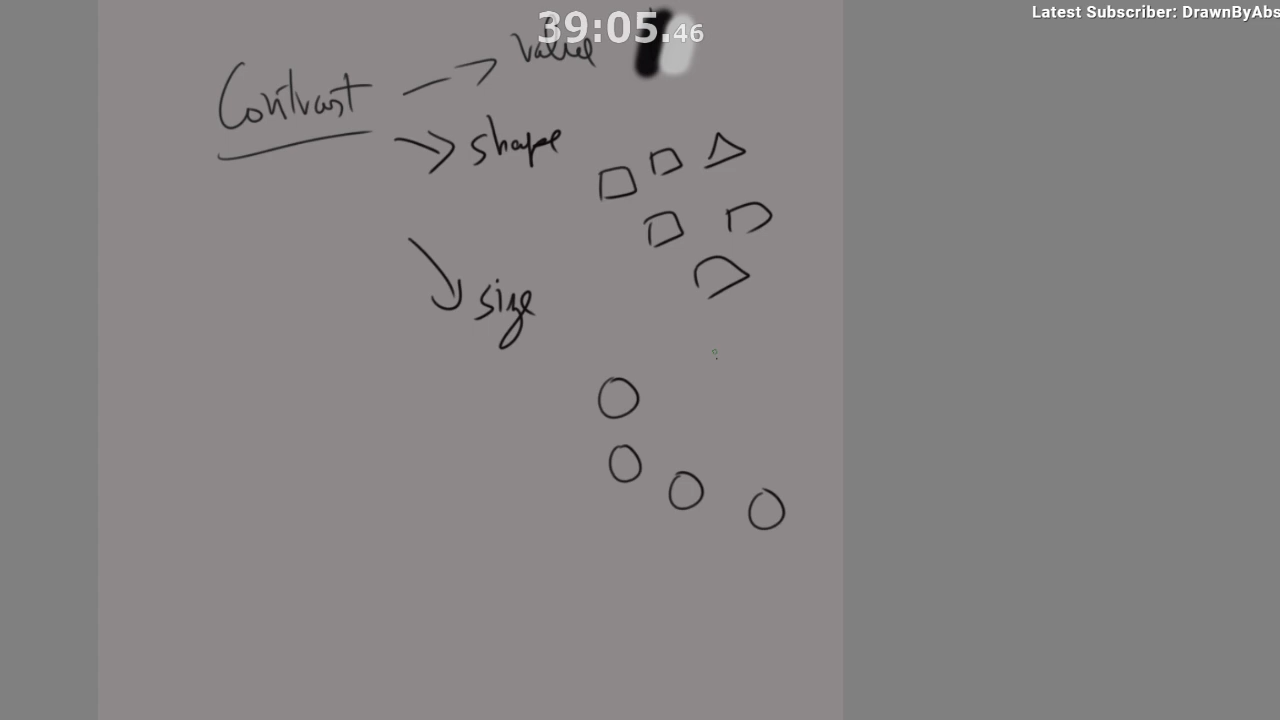 Latest Subscriber: DrawnByAbs
39:05.46
value
Contrast
shape
size